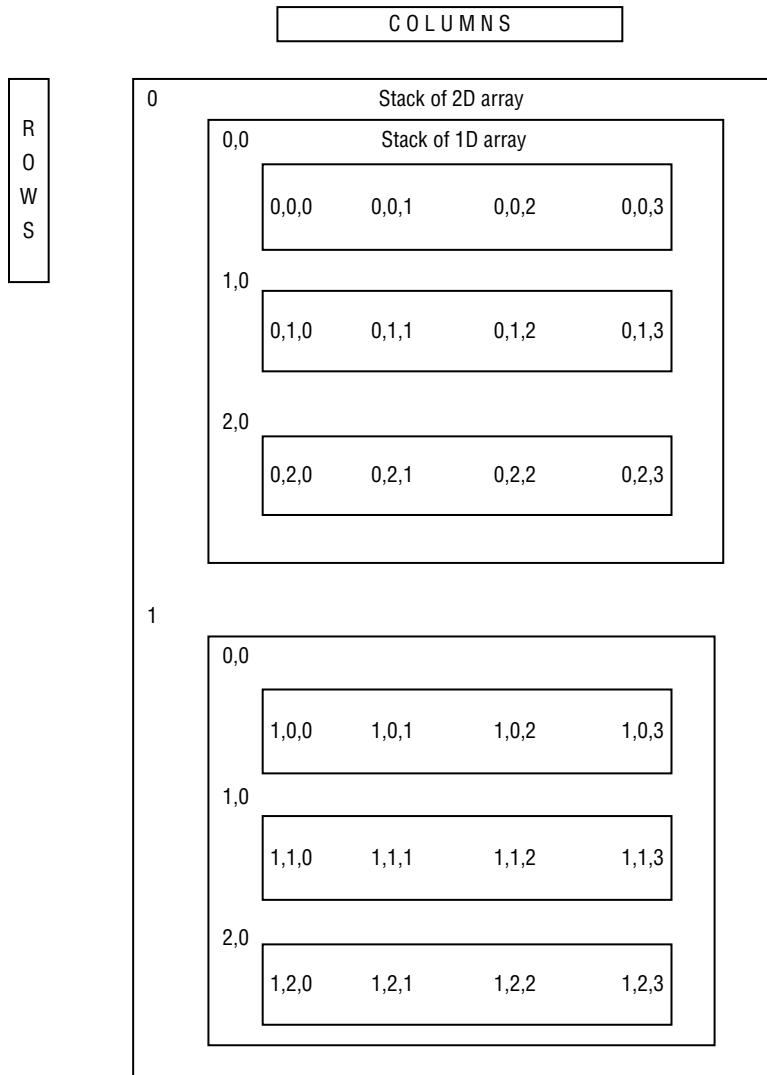 COLUMNS
R
O
W
S
0 Stack of 2D array
0,0 Stack of 1D array
0,0,0 0,0,1 0,0,2 0,0,3
1,0
0,1,0 0,1,1 0,1,2 0,1,3
2,0
0,2,0 0,2,1 0,2,2 0,2,3
1
0,0
1,0,0 1,0,1 1,0,2 1,0,3
1,0
1,1,0 1,1,1 1,1,2 1,1,3
2,0
1,2,0 1,2,1 1,2,2 1,2,3